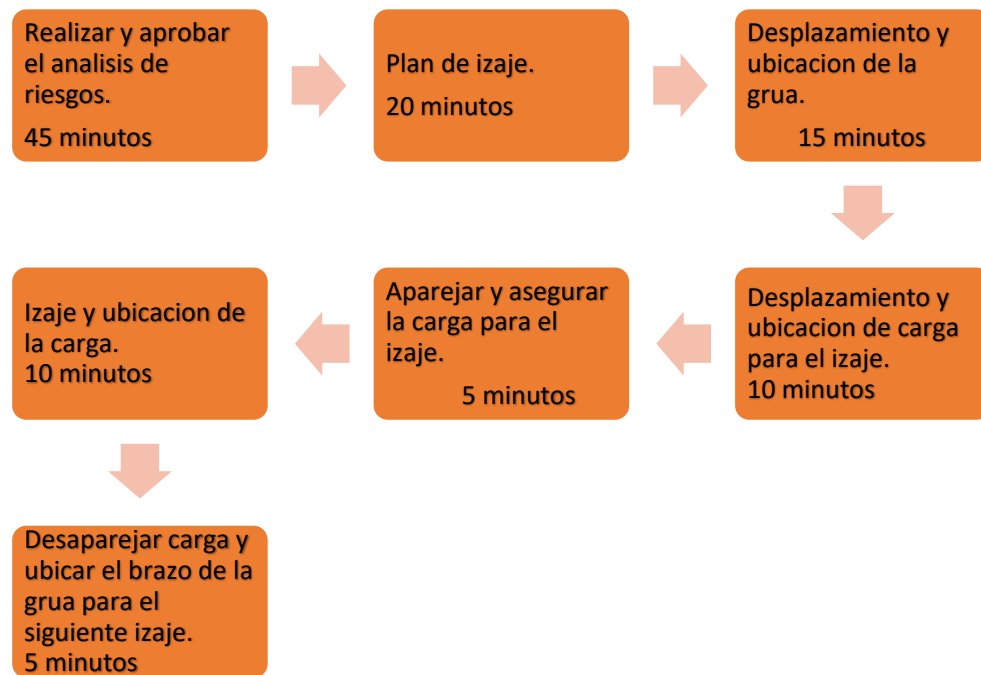 Realizar y aprobar
el analisis de
riesgos.
45 minutos
Plan de izaje.
20 minutos
Desplazamiento y
ubicacion de la
grua.
15 minutos
Desplazamiento y
ubicacion de carga
para el izaje.
10 minutos
Aparejar y asegurar
la carga para el
izaje.
5 minutos
Izaje y ubicacion de
la carga.
10 minutos
Desaparejar carga y
ubicar el brazo de la
grua para el
siguiente izaje.
5 minutos